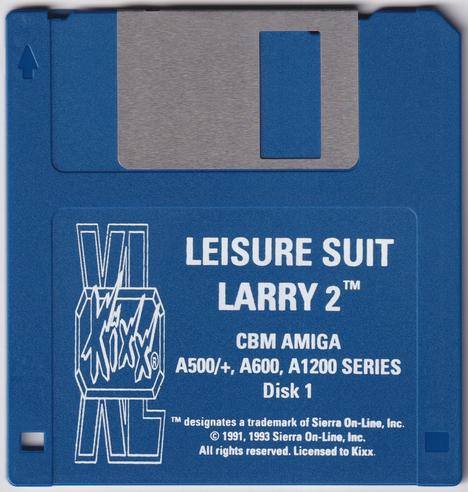 XL
KIXX®
XL
LEISURE SUIT
LARRY 2™
CBM AMIGA
A500/+, A600, A1200 SERIES
Disk 1
™ designates a trademark of Sierra On-Line, Inc.
© 1991, 1993 Sierra On-Line, Inc.
All rights reserved. Licensed to Kixx.